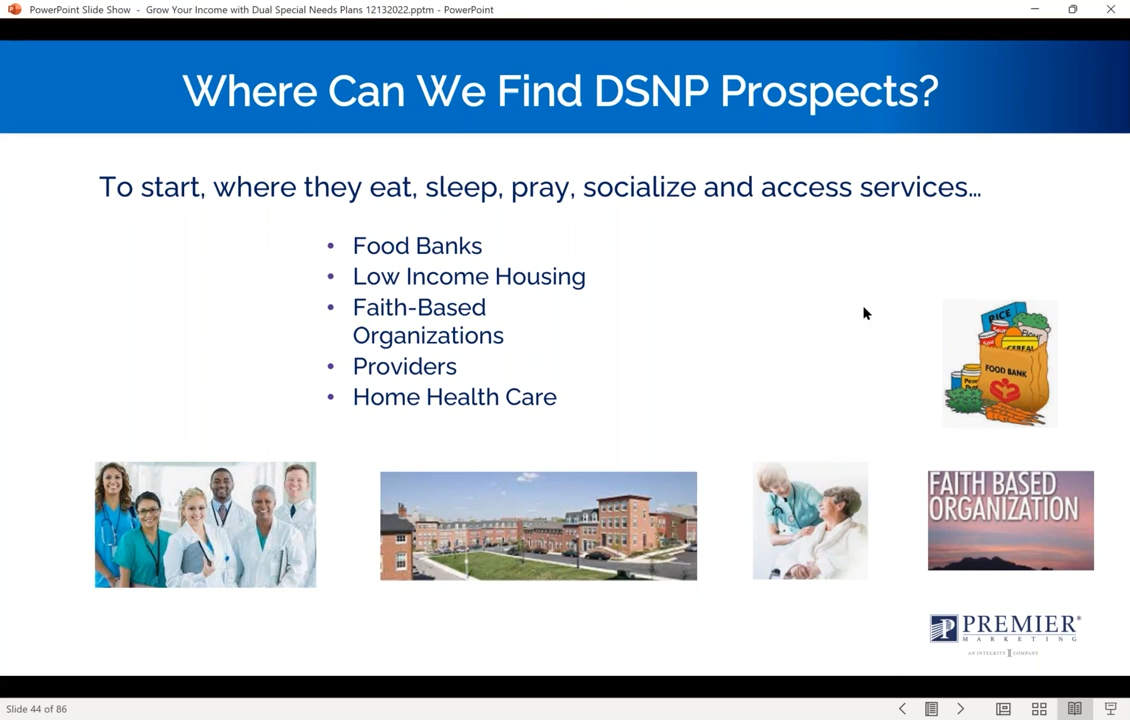 PowerPoint Slide Show - Grow Your Income with Dual Special Needs Plans 12132022.pptm - PowerPoint
Where Can We Find DSNP Prospects?
To start, where they eat, sleep, pray, socialize and access services...
• Food Banks
• Low Income Housing
• Faith-Based
Organizations
• Providers
• Home Health Care
RICE
CEREAL
FOOD BANK
FAITH BASED
ORGANIZATION
PREMIER®
MARKETING
AN INTEGRITY COMPANY
Slide 44 of 86